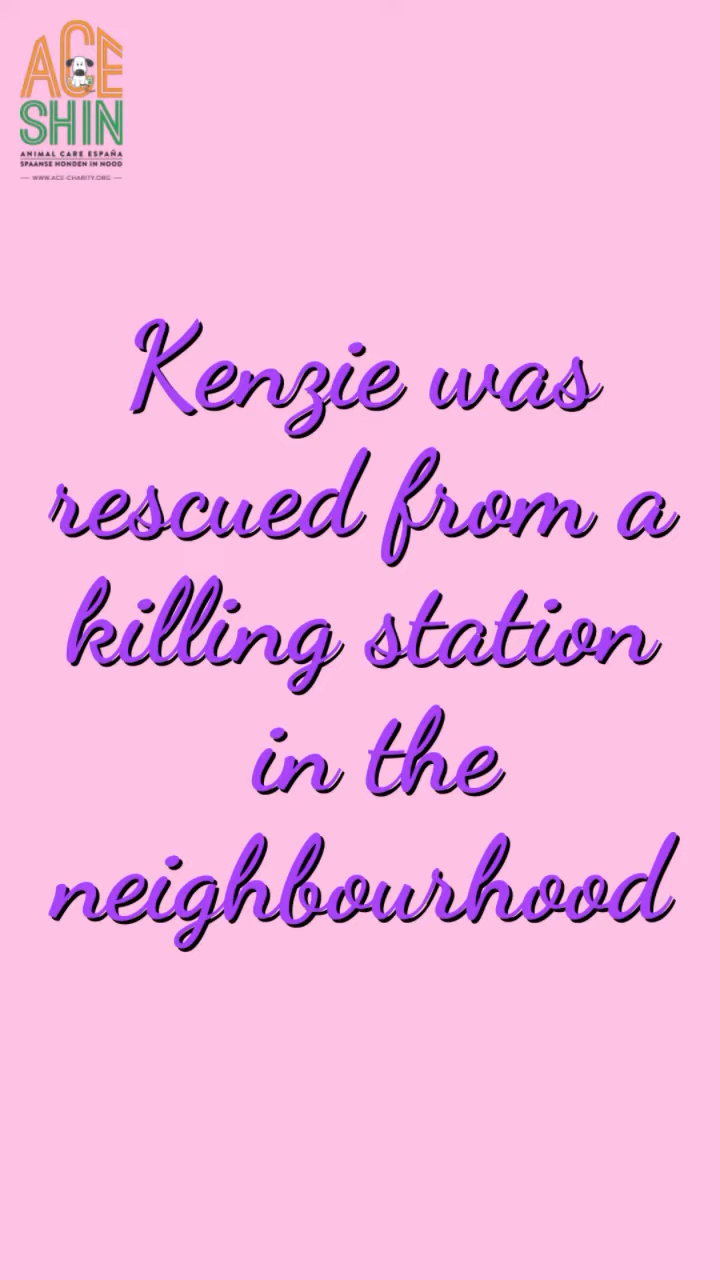 ACE
SHIN
ANIMAL CARE ESPAÑA
SPAANSE HONDEN IN NOOD
WWW.ACE-CHARITY.ORG
Kenzie was
rescued from a
killing station
in the
neighbourhood